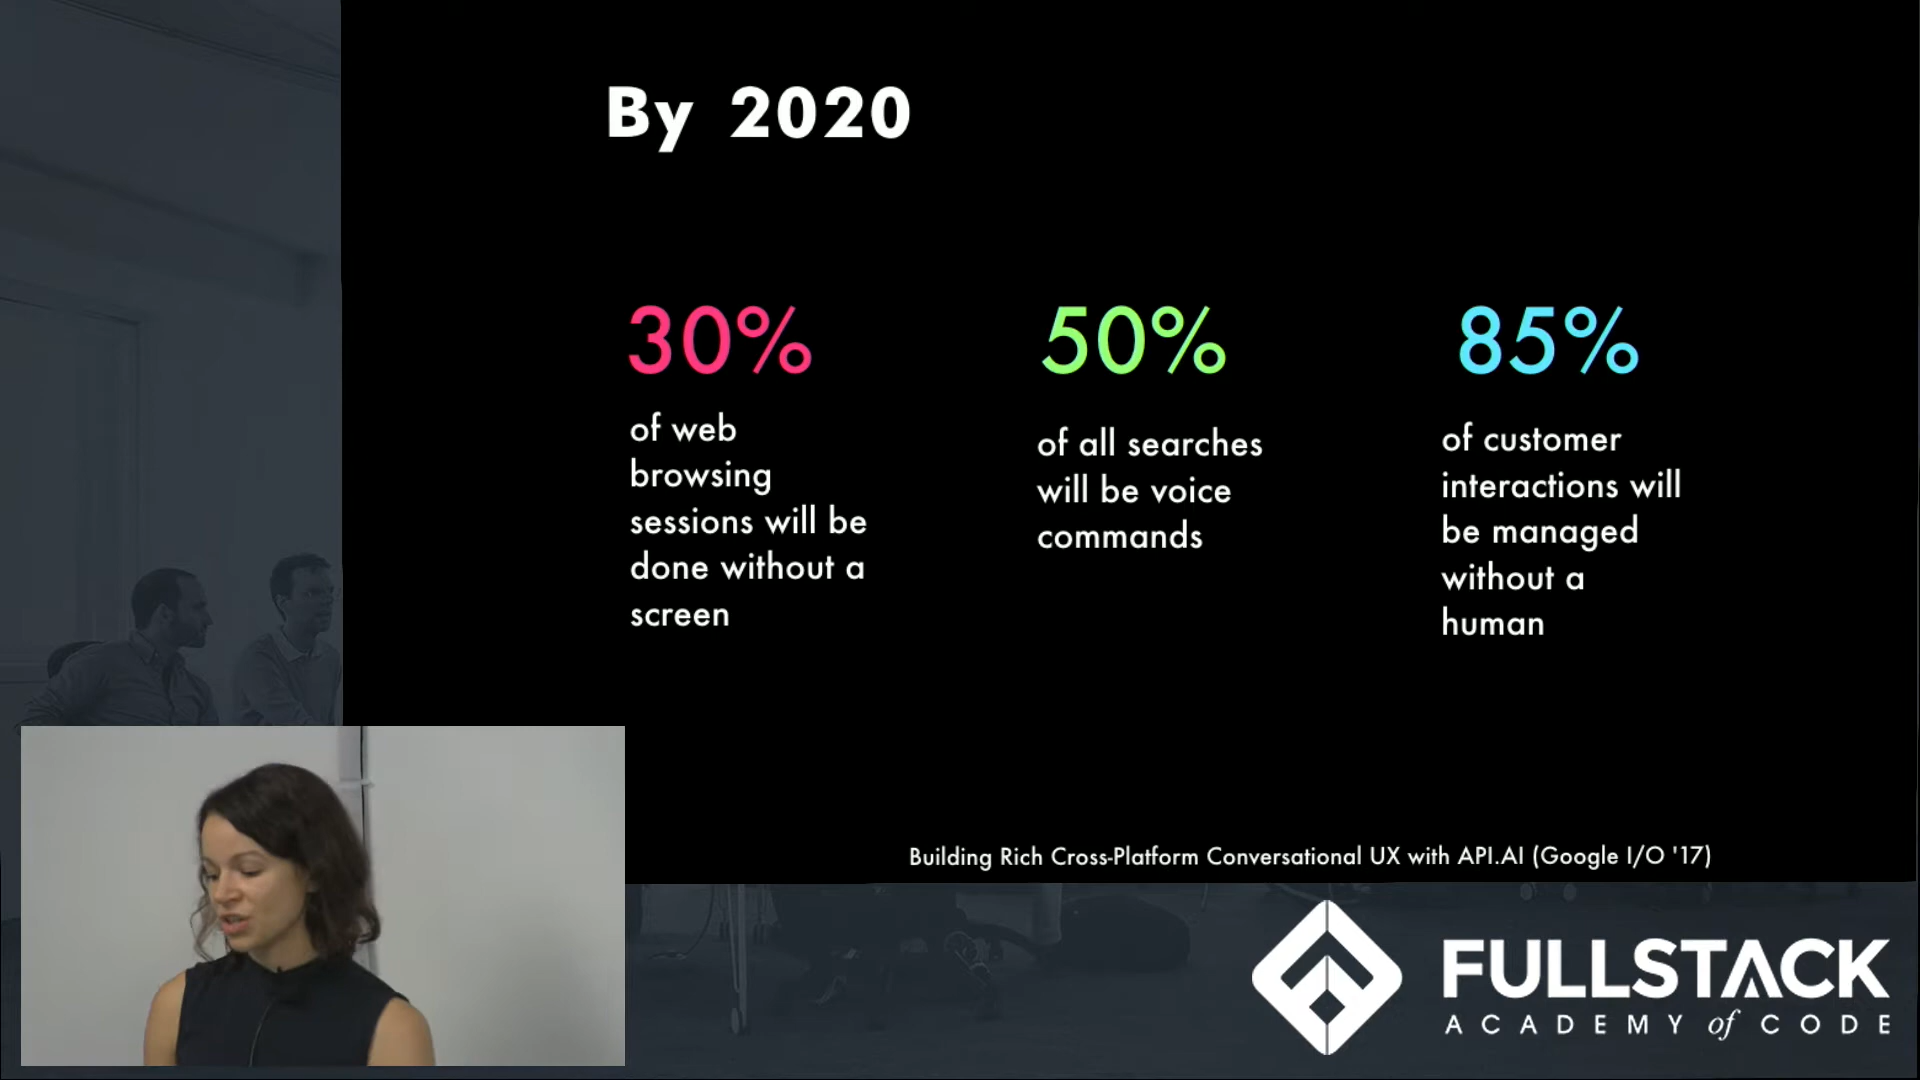 By 2020
30%
of web
browsing
sessions will be
done without a
screen
50%
of all searches
will be voice
commands
85%
of customer
interactions will
be managed
without a
human
Building Rich Cross-Platform Conversational UX with API.AI (Google I/O '17)
FULLSTACK
ACADEMY of CODE